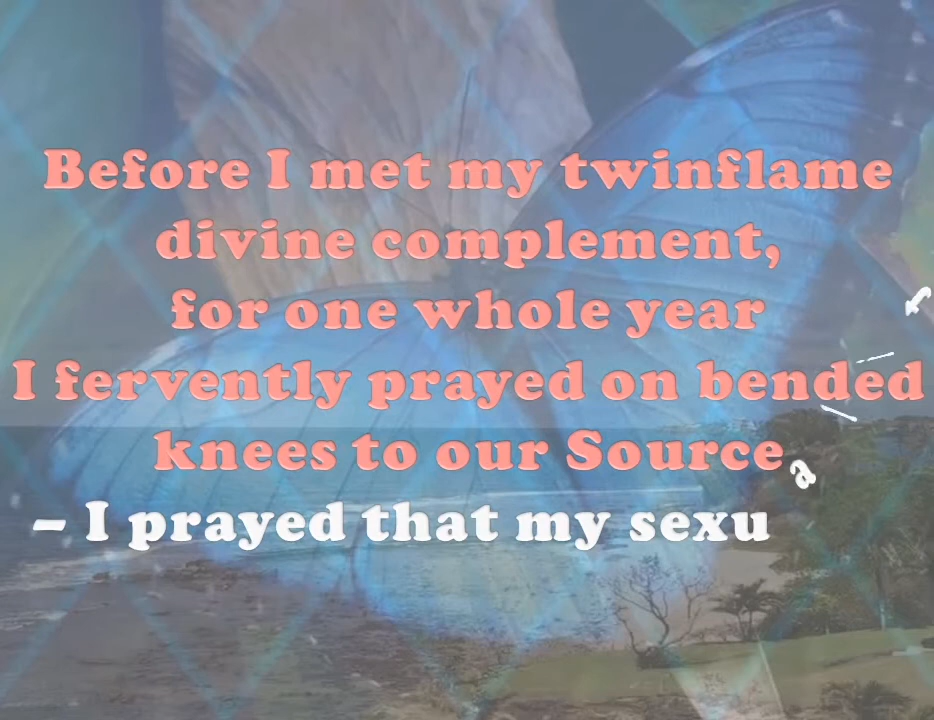 Before I met my twinflame
divine complement,
for one whole year
I fervently prayed on bended
knees to our Source
– I prayed that my sexua